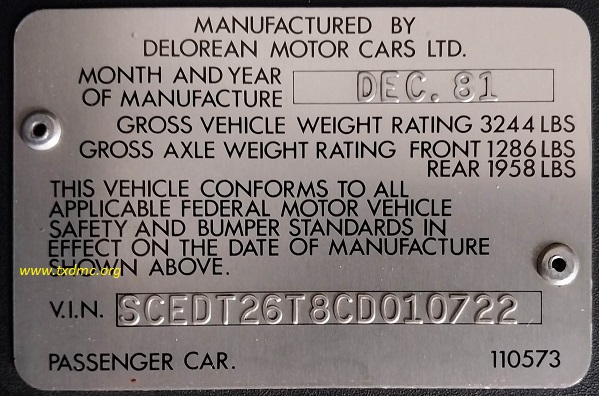 MANUFACTURED BY
DELOREAN MOTOR CARS LTD.
MONTH AND YEAR
OF MANUFACTURE DEC. 81
GROSS VEHICLE WEIGHT RATING 3244 LBS
GROSS AXLE WEIGHT RATING FRONT 1286 LBS
REAR 1958 LBS
THIS VEHICLE CONFORMS TO ALL
APPLICABLE FEDERAL MOTOR VEHICLE
SAFETY AND BUMPER STANDARDS IN
EFFECT ON THE DATE OF MANUFACTURE
www.txdmc.org
SHOWN ABOVE.
V.I.N. SCEDT26T8CD010722
PASSENGER CAR. 110573